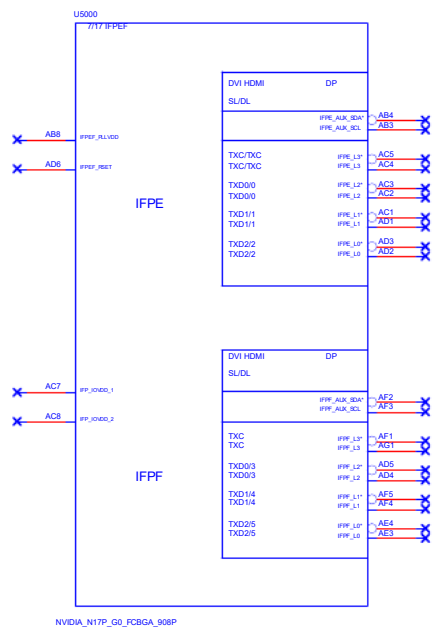 U5000
7/17 IFPEF
DVI HDMI DP
SL/DL
IFPE_AUX_SDA* AB4
IFPE_AUX_SCL AB3
AB8 IFPEF_PLLVDD
AD6 IFPEF_RSET
TXC/TXC IFPE_L3* AC5
TXC/TXC IFPE_L3 AC4
TXD0/0 IFPE_L2* AC3
TXD0/0 IFPE_L2 AC2
IFPE
TXD1/1 IFPE_L1* AC1
TXD1/1 IFPE_L1 AD1
TXD2/2 IFPE_L0* AD3
TXD2/2 IFPE_L0 AD2
DVI HDMI DP
SL/DL
AC7 IFP_IOVDD_1
IFPF_AUX_SDA* AF2
IFPF_AUX_SCL AF3
AC8 IFP_IOVDD_2
TXC IFPF_L3* AF1
TXC IFPF_L3 AG1
TXD0/3 IFPF_L2* AD5
TXD0/3 IFPF_L2 AD4
IFPF
TXD1/4 IFPF_L1* AF5
TXD1/4 IFPF_L1 AF4
TXD2/5 IFPF_L0* AE4
TXD2/5 IFPF_L0 AE3
NVIDIA_N17P_G0_FCBGA_908P